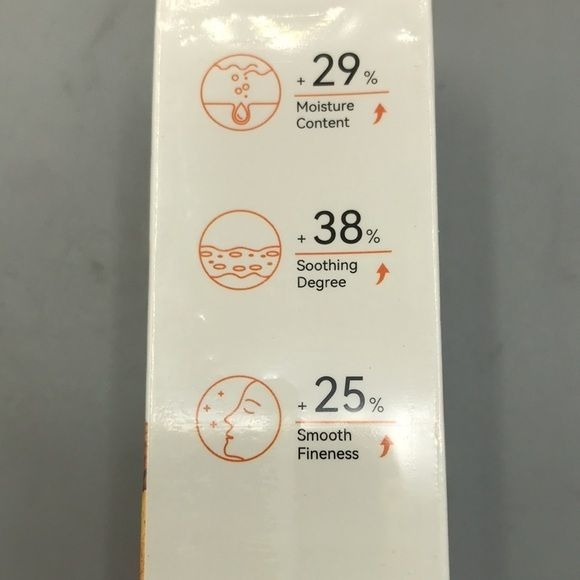 + 29 %
Moisture
Content
+ 38 %
Soothing
Degree
+ 25 %
Smooth
Fineness